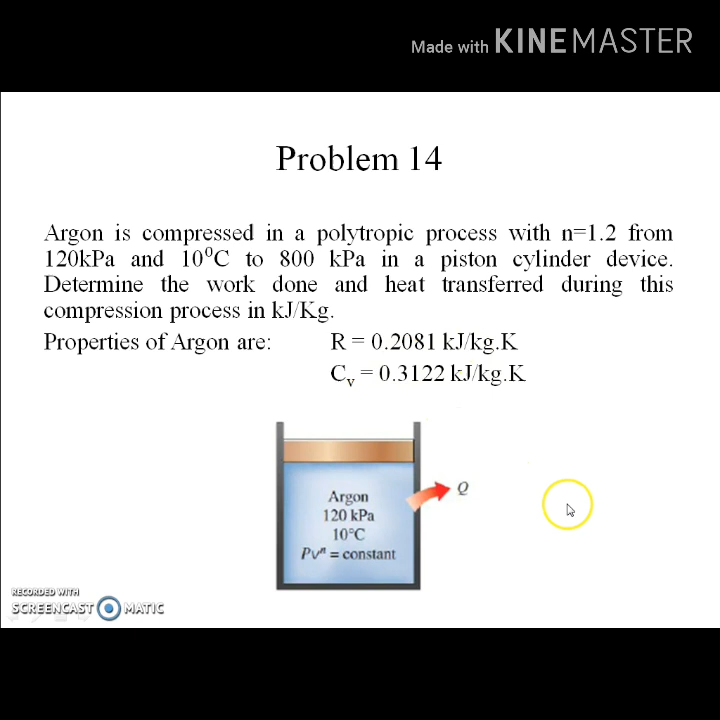 Made with KINEMASTER
Problem 14
Argon is compressed in a polytropic process with n=1.2 from
120kPa and 10⁰C to 800 kPa in a piston cylinder device.
Determine the work done and heat transferred during this
compression process in kJ/Kg.
Properties of Argon are: R = 0.2081 kJ/kg.K
Cᵥ = 0.3122 kJ/kg.K
Argon
120 kPa
10°C
Pvⁿ = constant
Q
RECORDED WITH
SCREENCAST MATIC